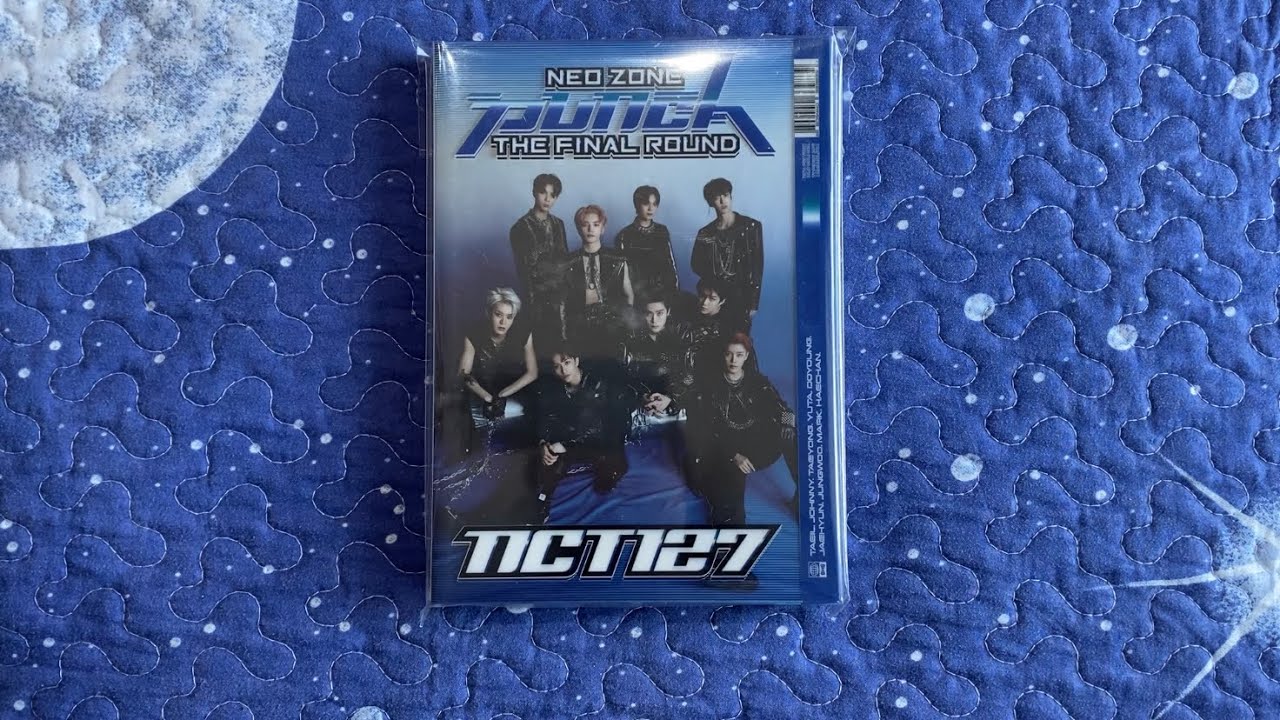 NEO ZONE
PUNCH
THE FINAL ROUND
NCT127
TAEIL, JOHNNY, TAEYONG, YUTA, DOYOUNG,
JAEHYUN, JUNGWOO, MARK, HAECHAN.